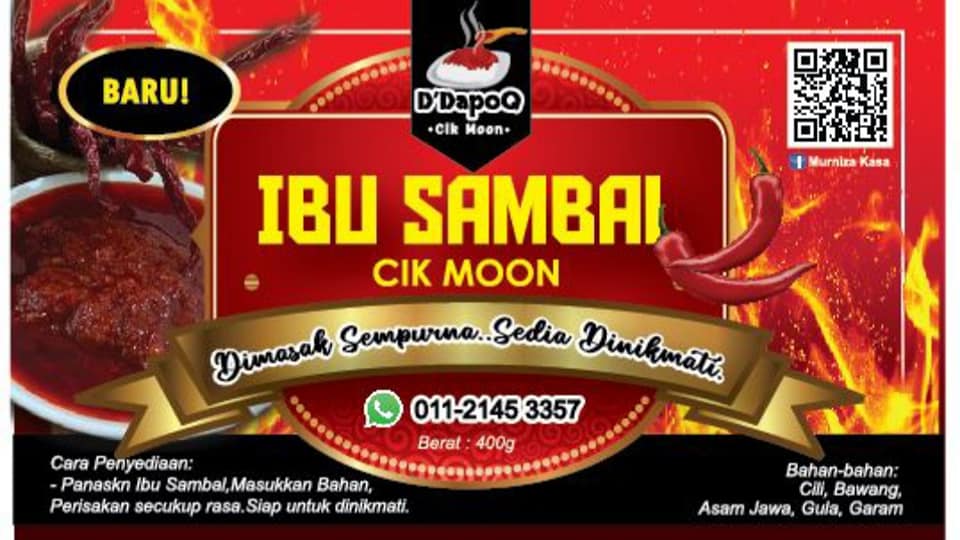 BARU!
D'DapoQ
•Cik Moon•
Murniza Kasa
IBU SAMBAL
CIK MOON
Dimasak Sempurna..Sedia Dinikmati.
011-2145 3357
Berat : 400g
Cara Penyediaan:
- Panaskn Ibu Sambal,Masukkan Bahan,
Perisakan secukup rasa.Siap untuk dinikmati.
Bahan-bahan:
Cili, Bawang,
Asam Jawa, Gula, Garam